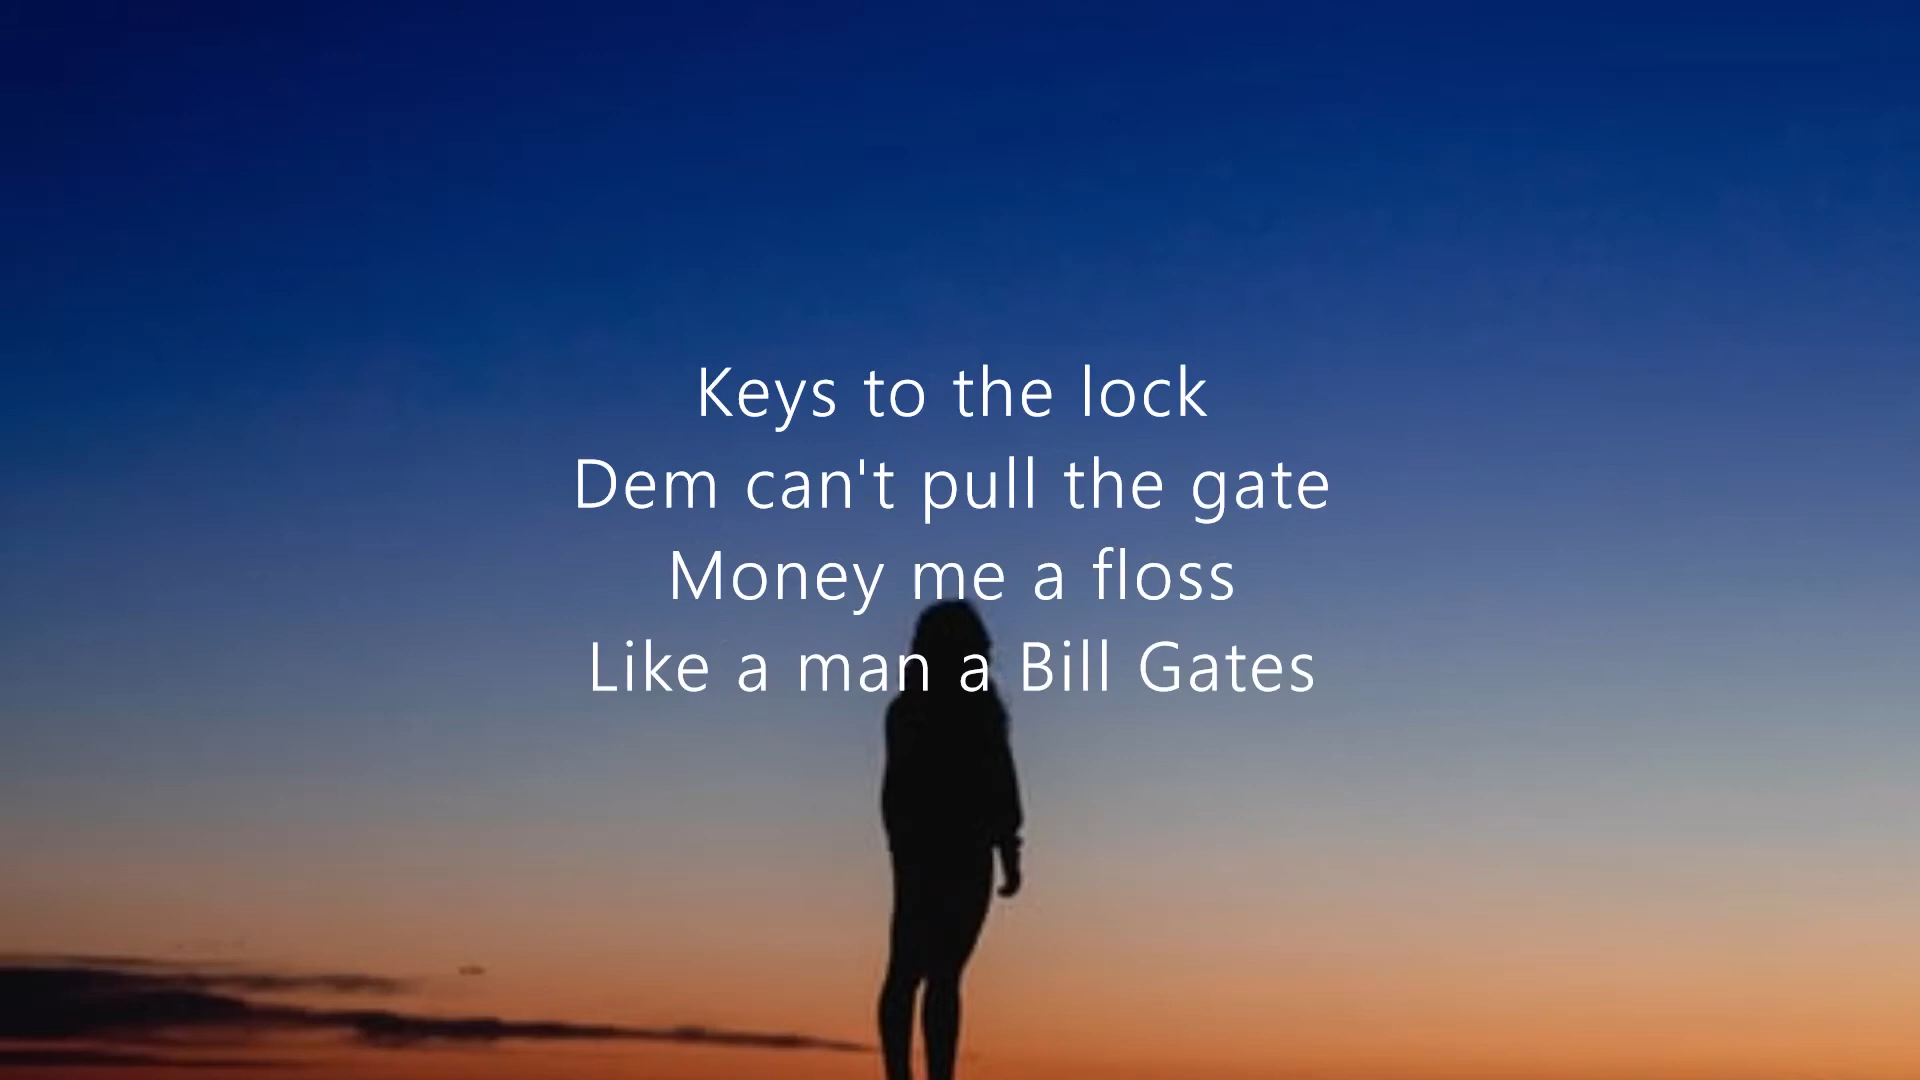 Keys to the lock
Dem can't pull the gate
Money me a floss
Like a man a Bill Gates